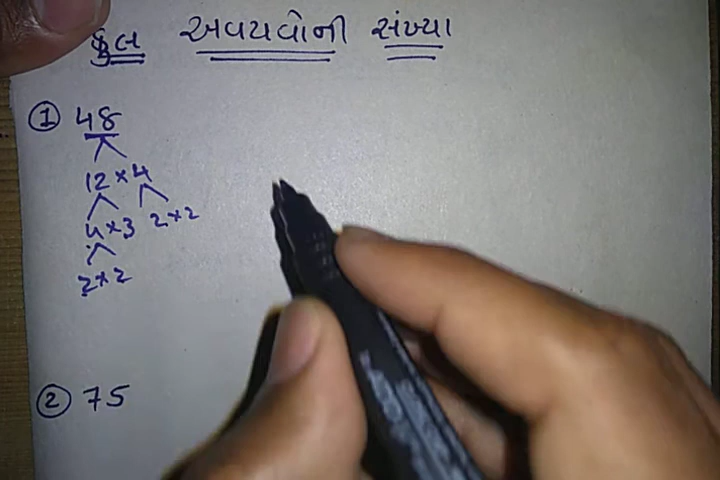 કુલ અવયવોની સંખ્યા
① 48
12 × 4
4 × 3 2 × 2
2 × 2
② 75